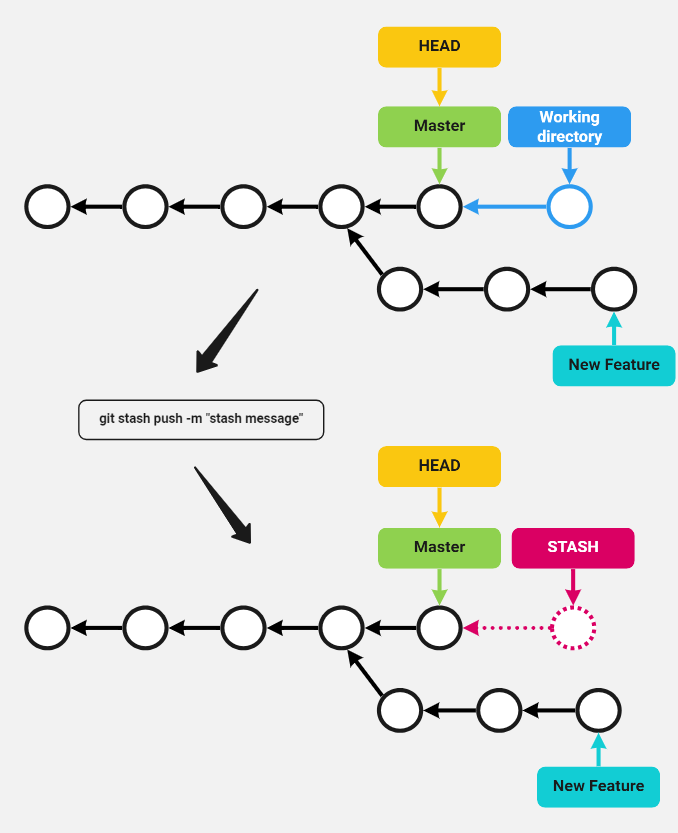 HEAD
Master
Working
directory
New Feature
git stash push -m "stash message"
HEAD
Master
STASH
New Feature